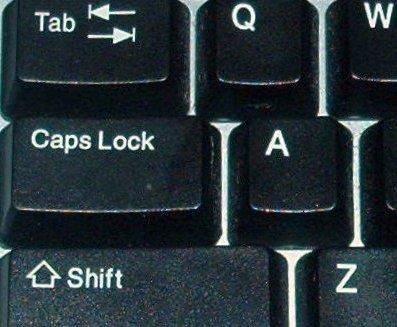 Tab Q W
Caps Lock A
Shift Z